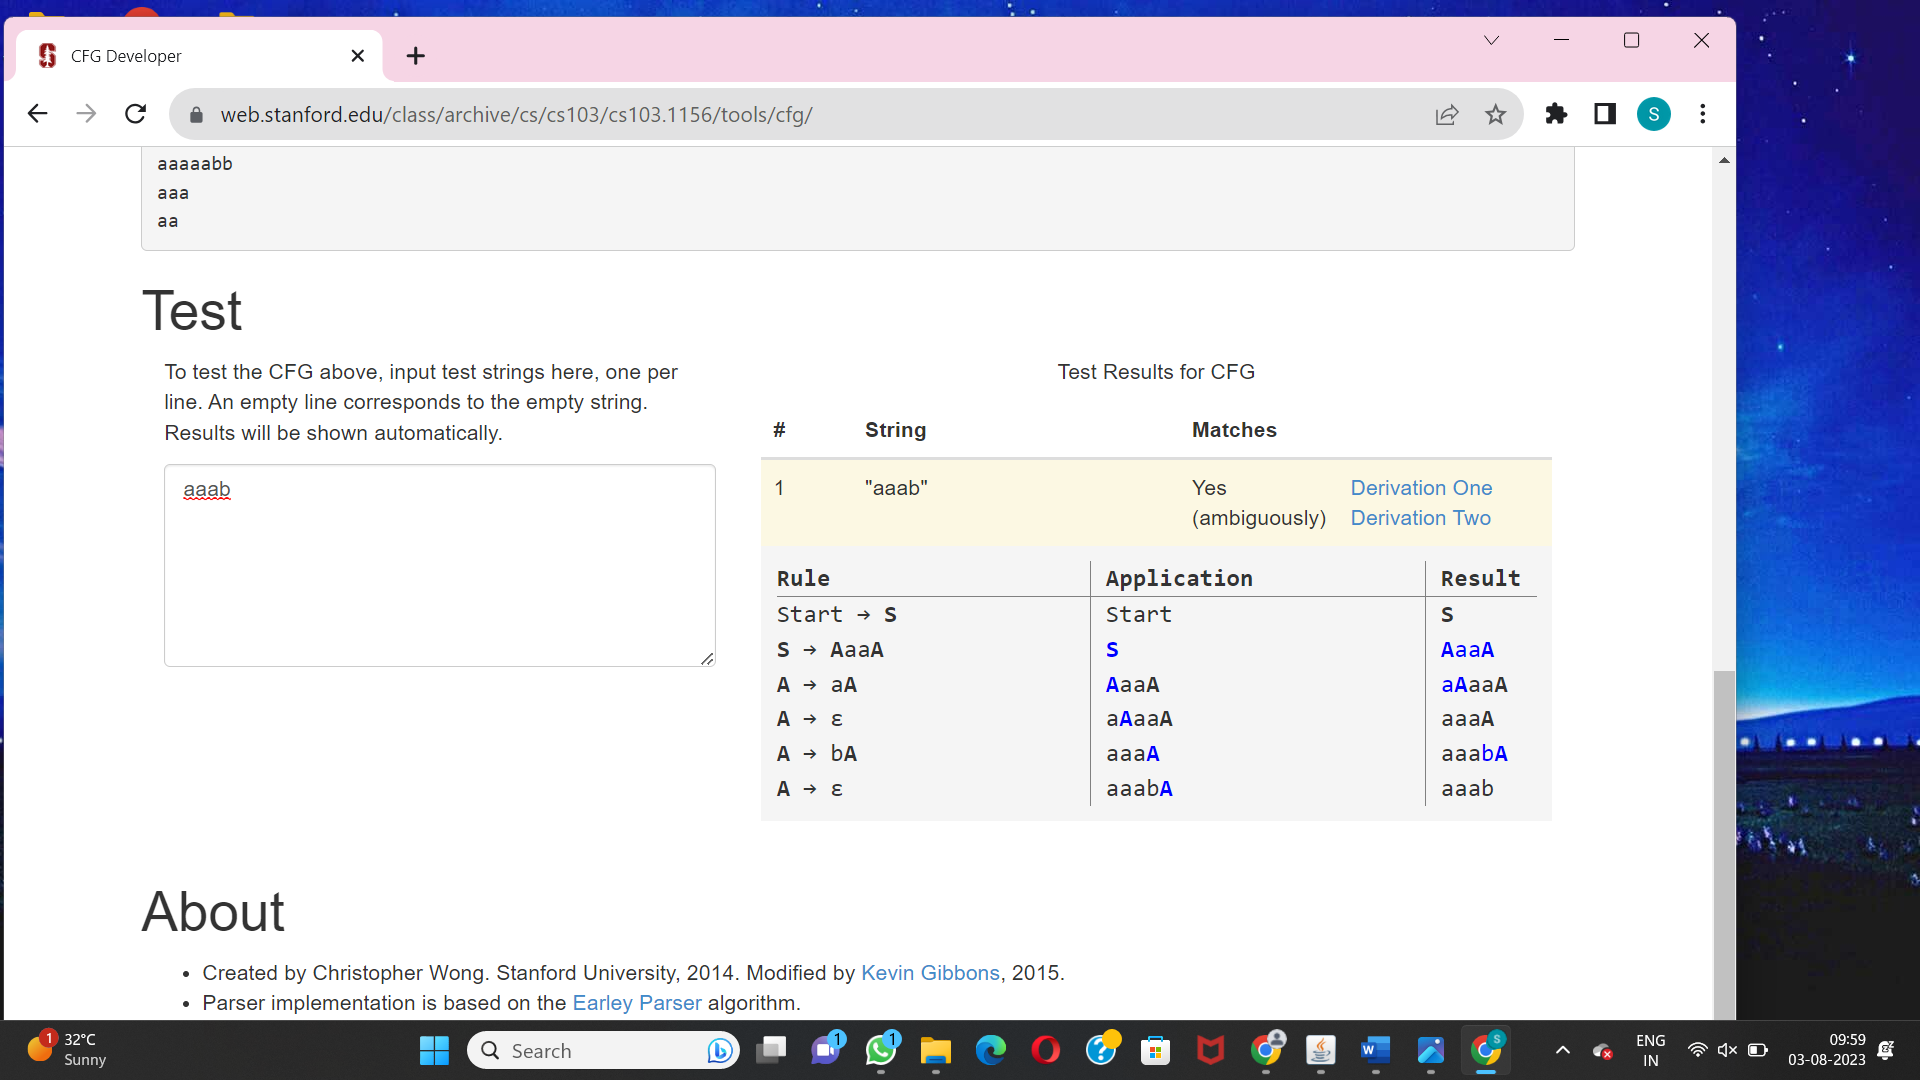 CFG Developer
web.stanford.edu/class/archive/cs/cs103/cs103.1156/tools/cfg/
S
aaaaabb
aaa
aa
Test
To test the CFG above, input test strings here, one per
line. An empty line corresponds to the empty string.
Results will be shown automatically.
aaab
Test Results for CFG
# String Matches
1 "aaab" Yes Derivation One
(ambiguously) Derivation Two
Rule Application Result
Start → S Start S
S → AaaA S AaaA
A → aA AaaA aAaaA
A → ε aAaaA aaaA
A → bA aaaA aaabA
A → ε aaabA aaab
About
• Created by Christopher Wong. Stanford University, 2014. Modified by Kevin Gibbons, 2015.
• Parser implementation is based on the Earley Parser algorithm.
1 32°C
Sunny
Search
1
1
W
S
ENG
IN
09:59
03-08-2023